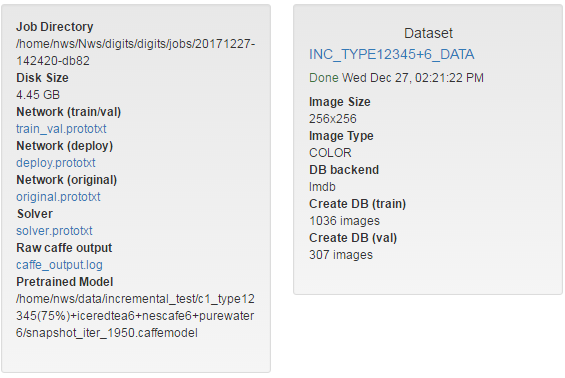 Job Directory
/home/nws/Nws/digits/digits/jobs/20171227-
142420-db82
Disk Size
4.45 GB
Network (train/val)
train_val.prototxt
Network (deploy)
deploy.prototxt
Network (original)
original.prototxt
Solver
solver.prototxt
Raw caffe output
caffe_output.log
Pretrained Model
/home/nws/data/incremental_test/c1_type12
345(75%)+iceredtea6+nescafe6+purewater
6/snapshot_iter_1950.caffemodel
Dataset
INC_TYPE12345+6_DATA
Done Wed Dec 27, 02:21:22 PM
Image Size
256x256
Image Type
COLOR
DB backend
lmdb
Create DB (train)
1036 images
Create DB (val)
307 images